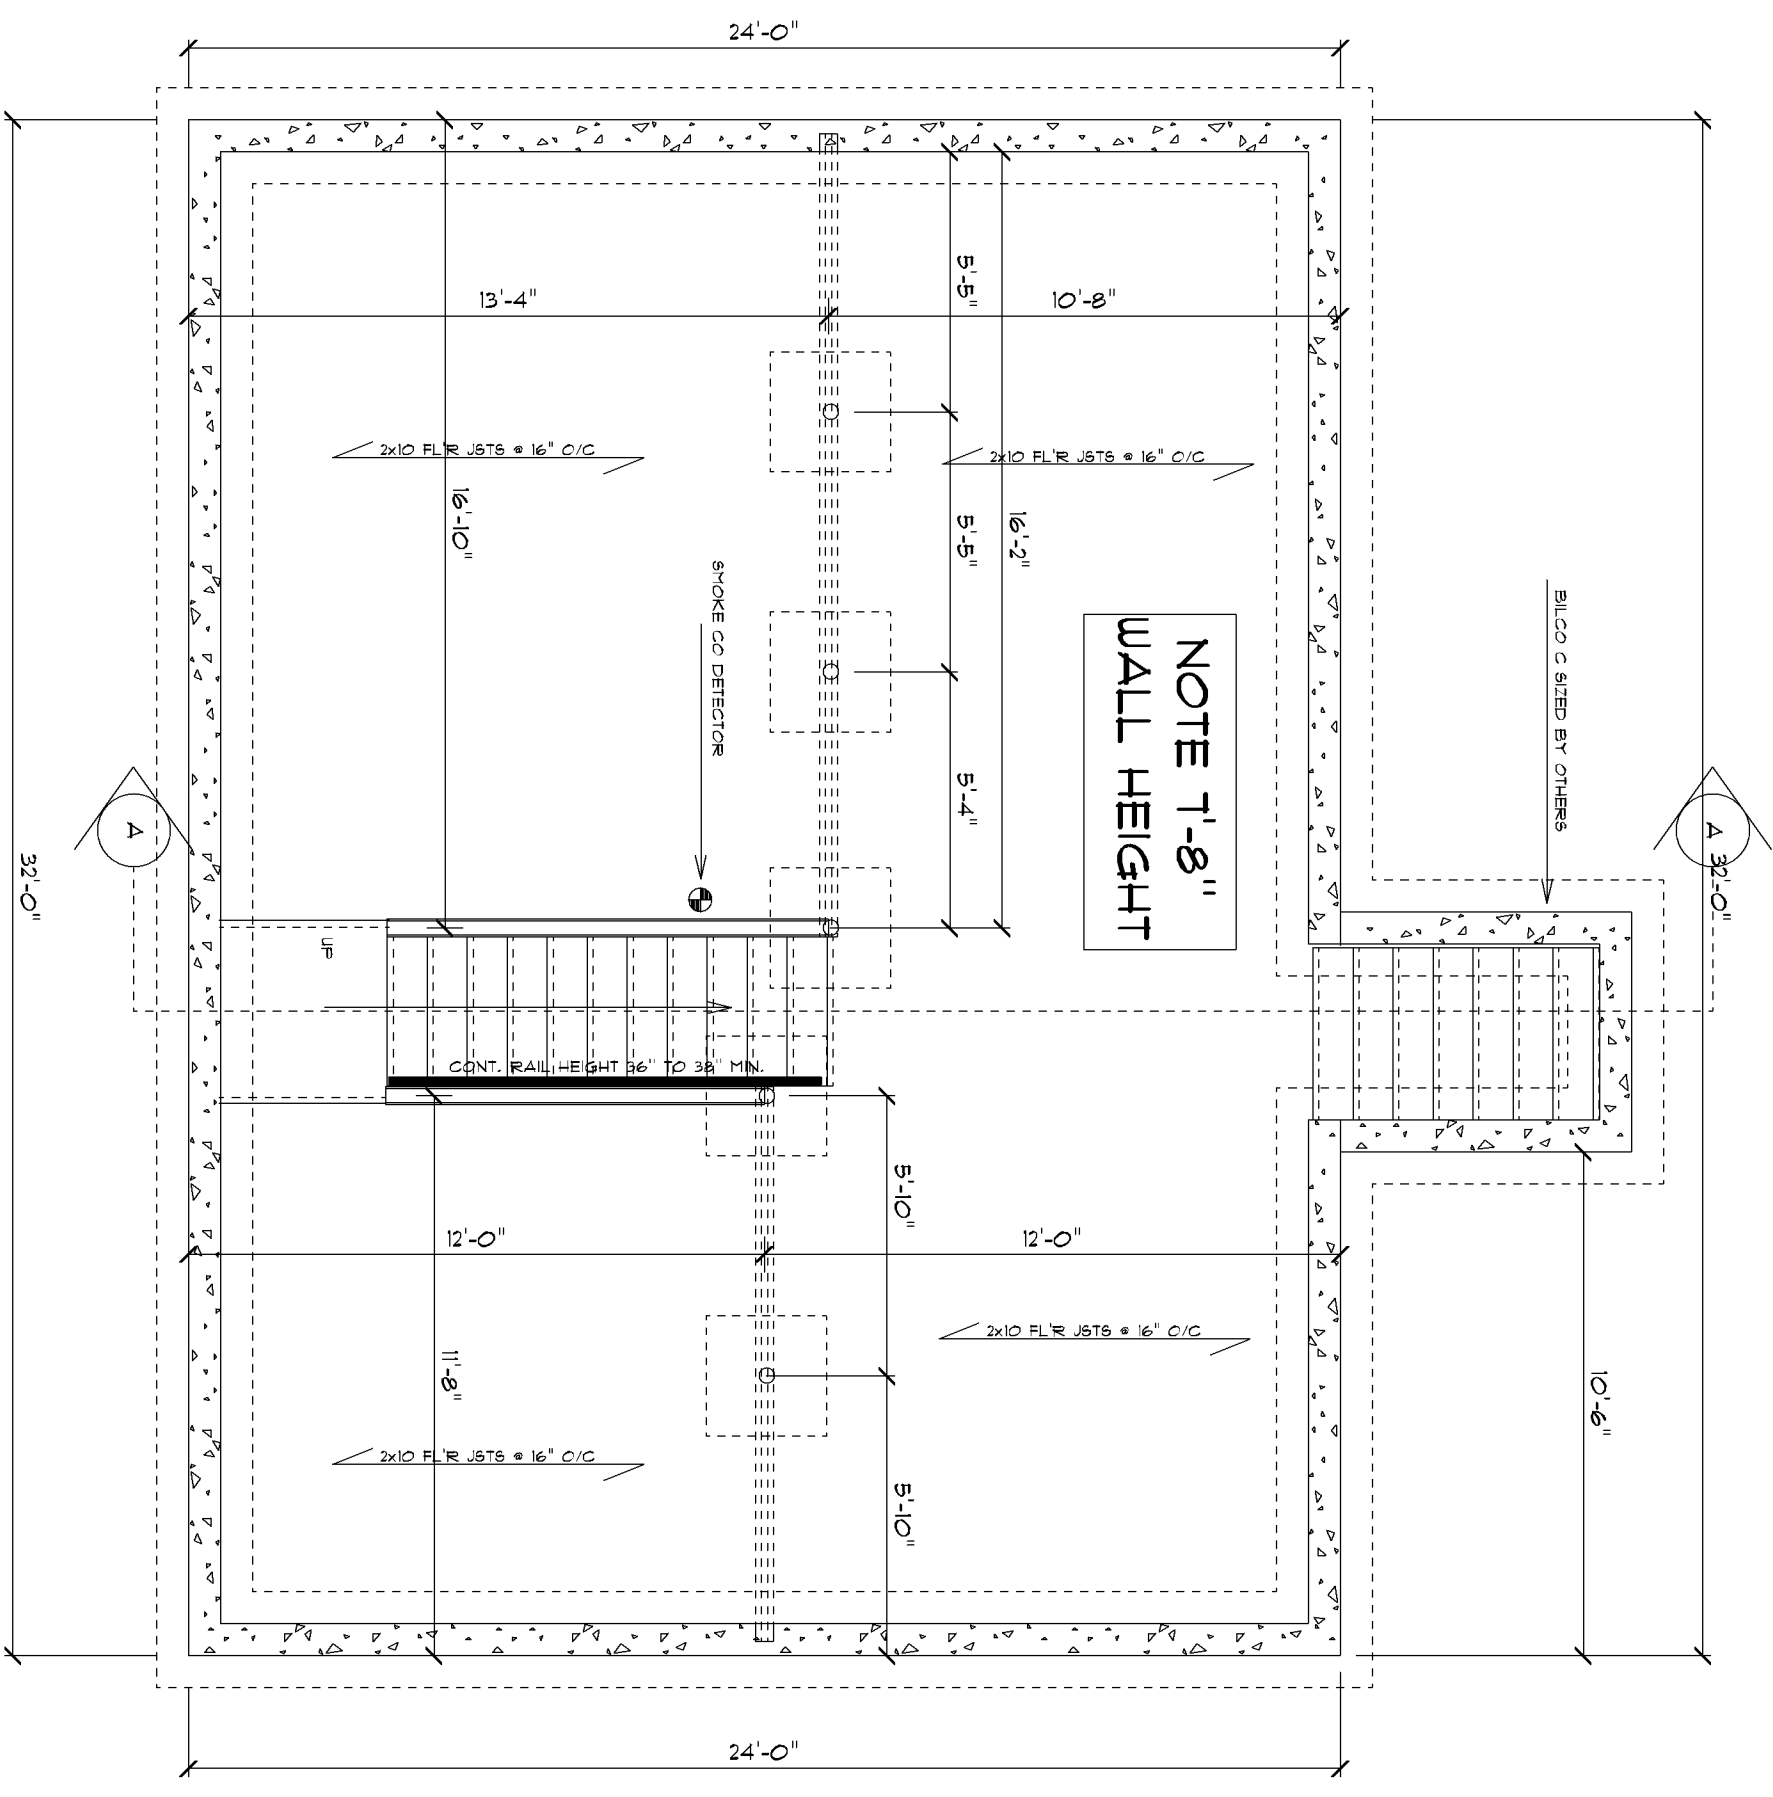 24'-0"
13'-4"
10'-8"
5'-5"
2x10 FL'R JSTS @ 16" O/C
2x10 FL'R JSTS @ 16" O/C
16'-10"
5'-5"
16'-2"
SMOKE CO DETECTOR
NOTE 7'-8"
WALL HEIGHT
BILCO C SIZED BY OTHERS
5'-4"
A
A
32'-0"
32'-0"
UP
CONT. RAIL HEIGHT 36" TO 38" MIN.
5'-10"
12'-0"
12'-0"
2x10 FL'R JSTS @ 16" O/C
11'-8"
10'-6"
2x10 FL'R JSTS @ 16" O/C
5'-10"
24'-0"